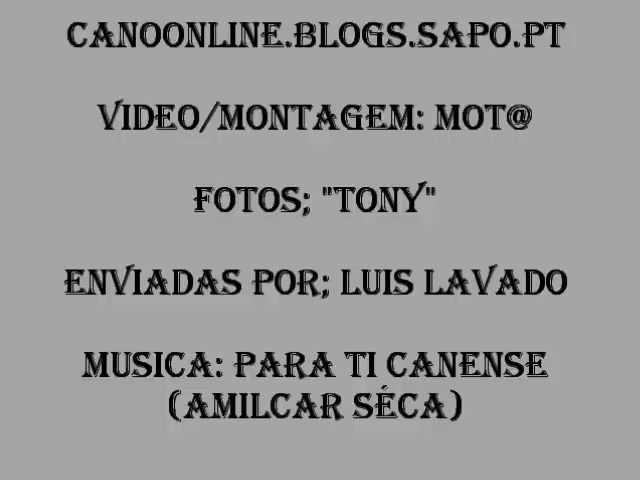 CANOONLINE.BLOGS.SAPO.PT
VIDEO/MONTAGEM: MOT@
FOTOS; "TONY"
ENVIADAS POR; LUIS LAVADO
MUSICA: PARA TI CANENSE
(AMILCAR SÉCA)